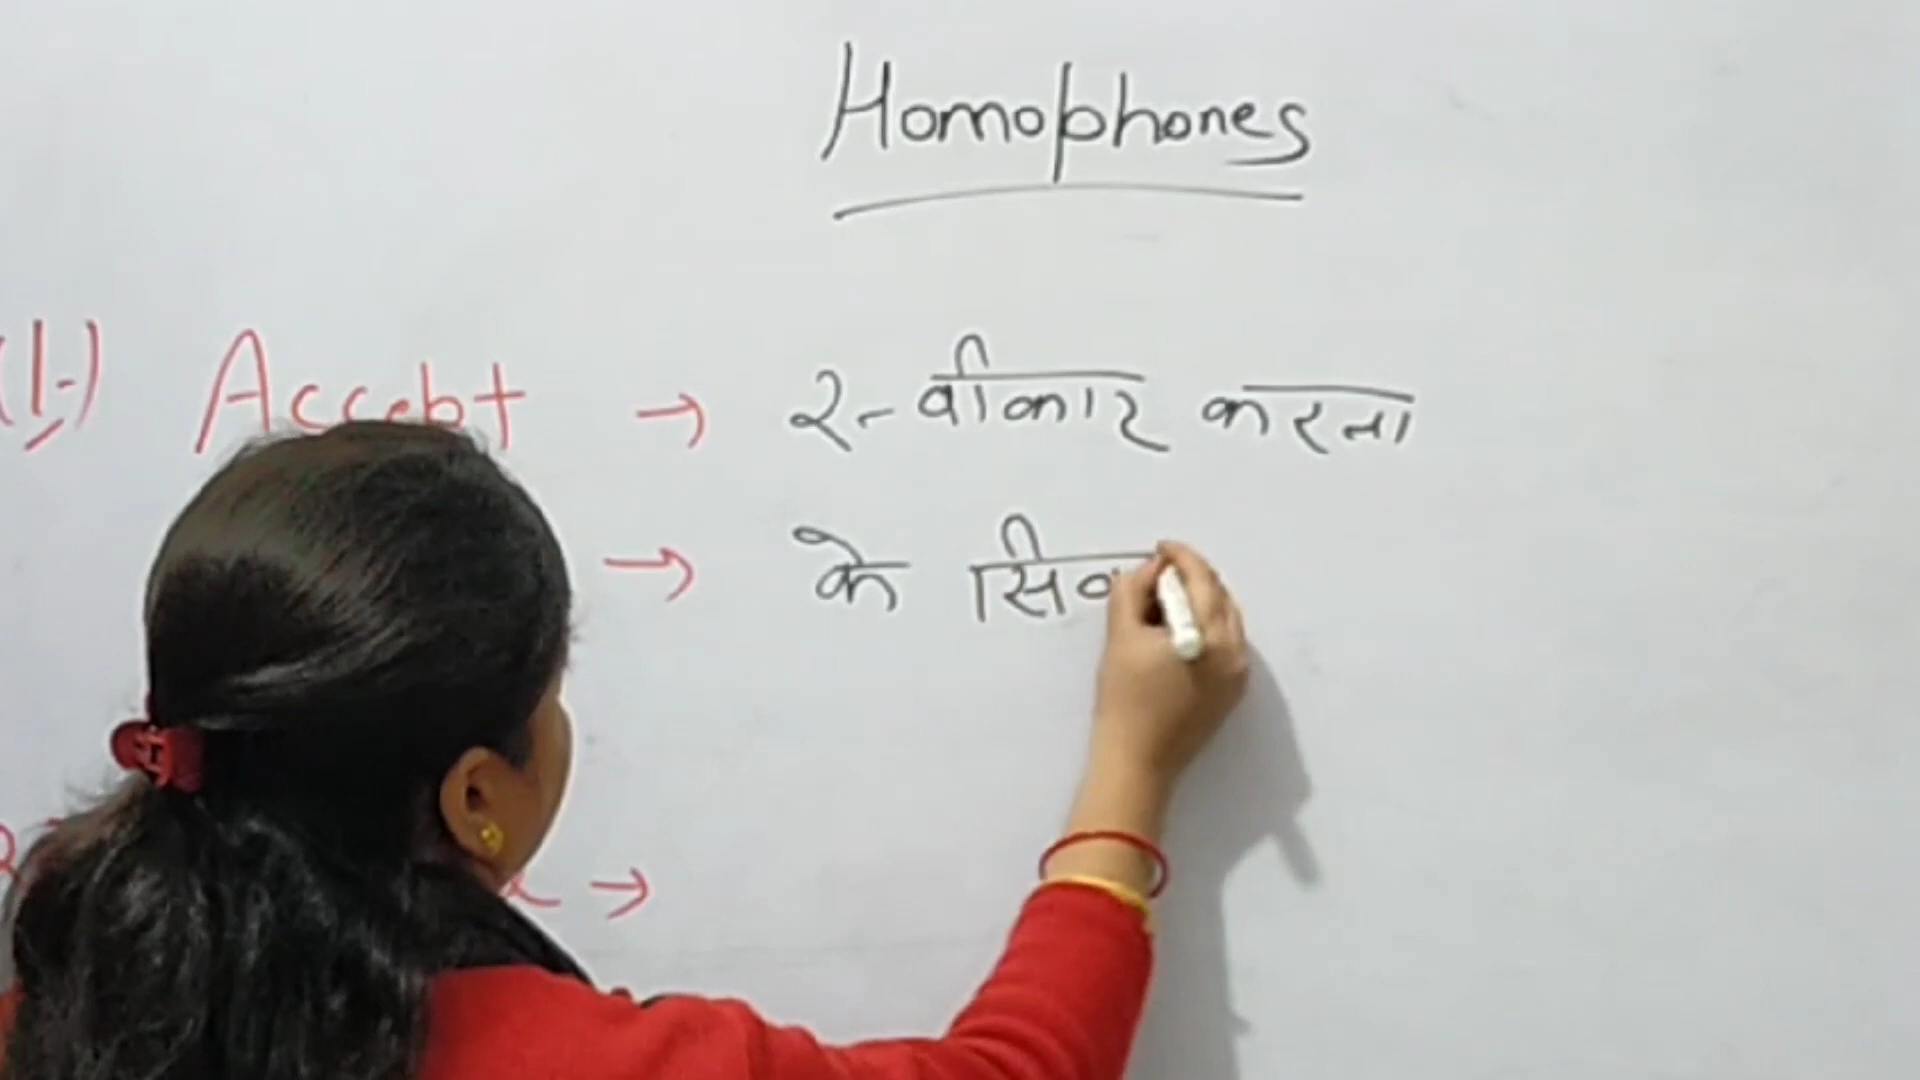 Homophones
(1.) Accept → स्वीकार करना
→ के सिवा
→